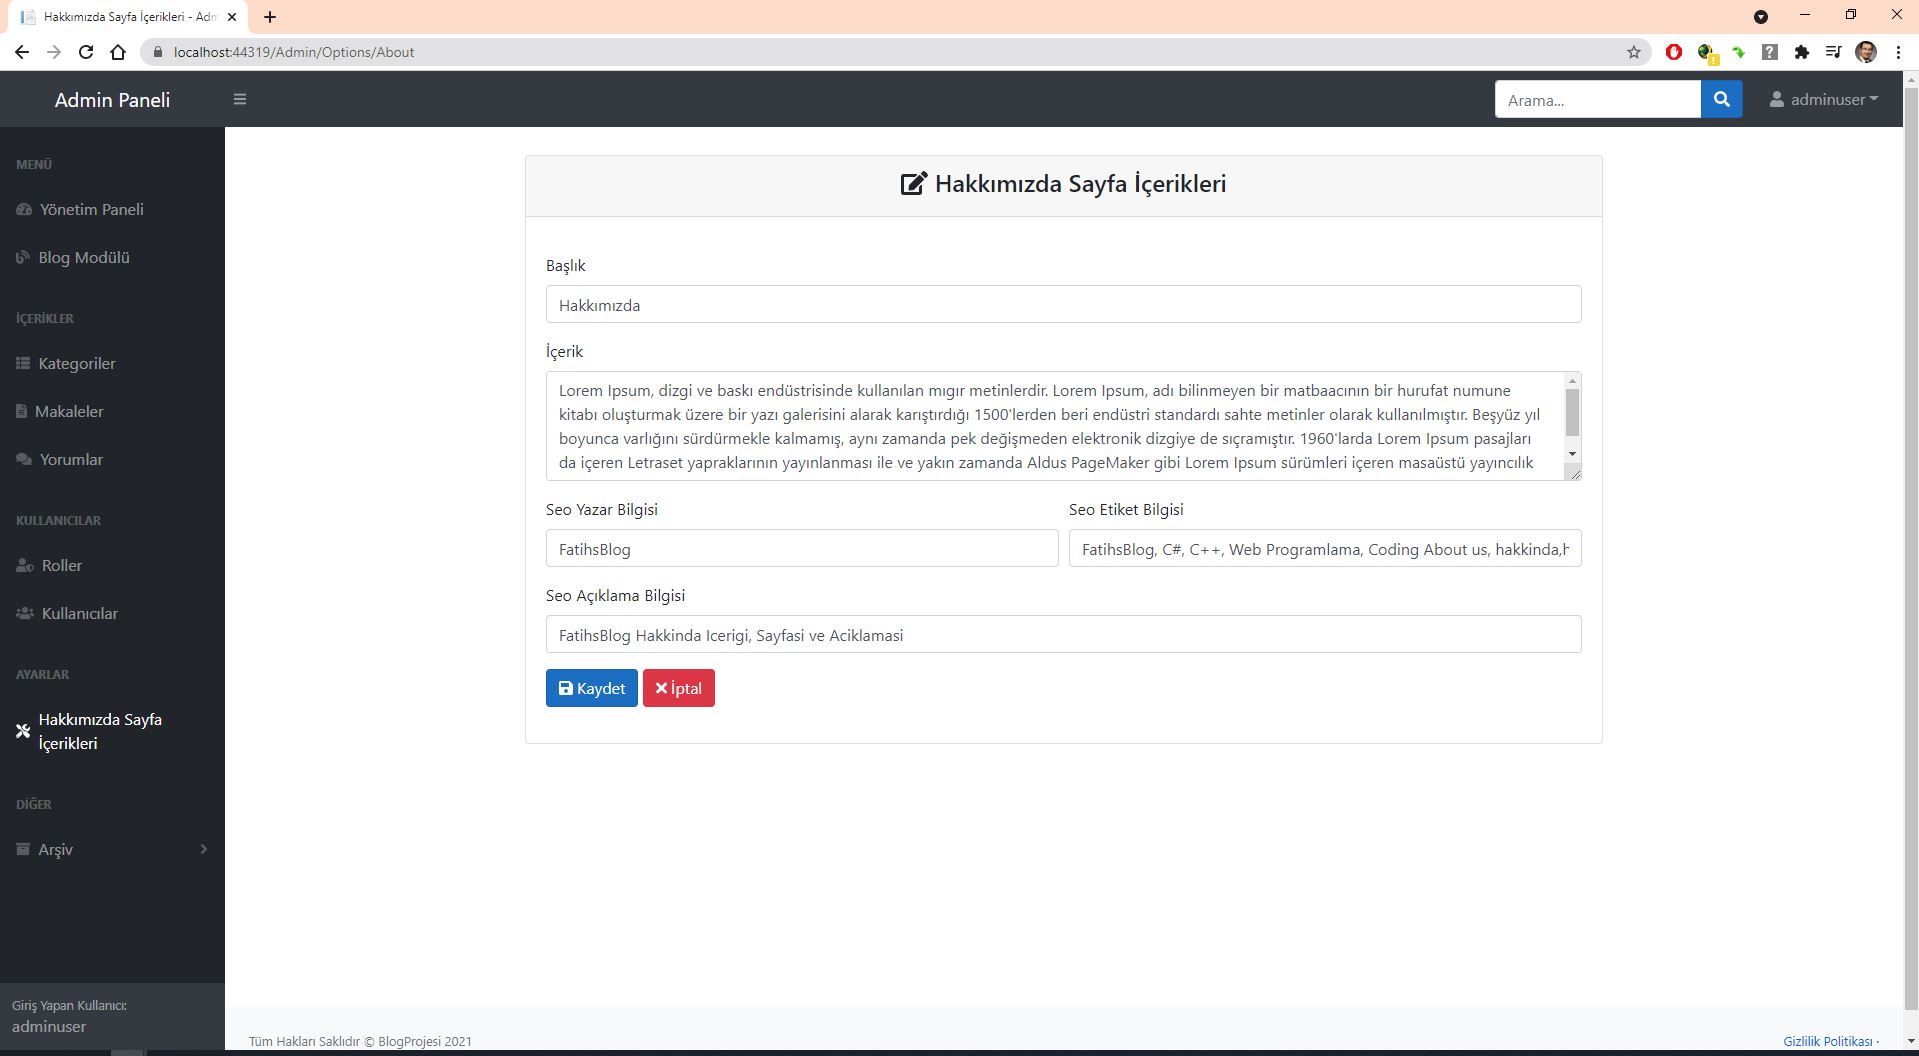 Hakkımızda Sayfa İçerikleri - Adm
localhost:44319/Admin/Options/About
Admin Paneli
Arama...
adminuser
MENÜ
Yönetim Paneli
Blog Modülü
İÇERİKLER
Kategoriler
Makaleler
Yorumlar
KULLANICILAR
Roller
Kullanıcılar
AYARLAR
Hakkımızda Sayfa
İçerikleri
DİĞER
Arşiv
Giriş Yapan Kullanıcı:
adminuser
Hakkımızda Sayfa İçerikleri
Başlık
Hakkımızda
İçerik
Lorem Ipsum, dizgi ve baskı endüstrisinde kullanılan mıgır metinlerdir. Lorem Ipsum, adı bilinmeyen bir matbaacının bir hurufat numune
kitabı oluşturmak üzere bir yazı galerisini alarak karıştırdığı 1500'lerden beri endüstri standardı sahte metinler olarak kullanılmıştır. Beşyüz yıl
boyunca varlığını sürdürmekle kalmamış, aynı zamanda pek değişmeden elektronik dizgiye de sıçramıştır. 1960'larda Lorem Ipsum pasajları
da içeren Letraset yapraklarının yayınlanması ile ve yakın zamanda Aldus PageMaker gibi Lorem Ipsum sürümleri içeren masaüstü yayıncılık
Seo Yazar Bilgisi
FatihsBlog
Seo Etiket Bilgisi
FatihsBlog, C#, C++, Web Programlama, Coding About us, hakkinda,h
Seo Açıklama Bilgisi
FatihsBlog Hakkinda Icerigi, Sayfasi ve Aciklamasi
Kaydet
İptal
Tüm Hakları Saklıdır © BlogProjesi 2021
Gizlilik Politikası ·